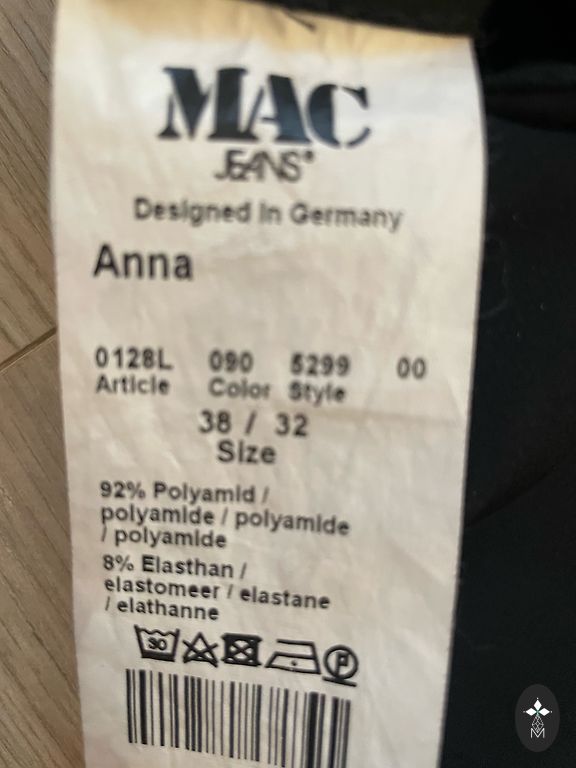 MAC
JEANS®
Designed in Germany
Anna
0128L 090 5299 00
Article Color Style
38 / 32
Size
92% Polyamid /
polyamide / polyamide
/ polyamide
8% Elasthan /
elastomeer / elastane
/ elathanne
30
P
M